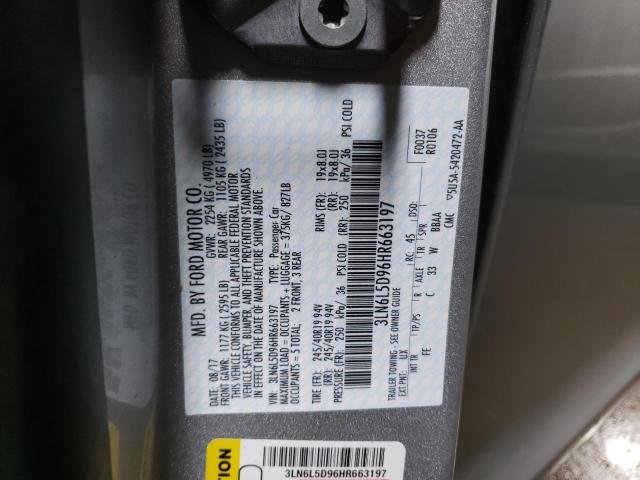 MFD. BY FORD MOTOR CO.
DATE: 08/17 GVWR: 2254 KG ( 4970 LB)
FRONT GAWR: 1177 KG ( 2595 LB) REAR GAWR: 1105 KG ( 2435 LB)
THIS VEHICLE CONFORMS TO ALL APPLICABLE FEDERAL MOTOR
VEHICLE SAFETY, BUMPER, AND THEFT PREVENTION STANDARDS
IN EFFECT ON THE DATE OF MANUFACTURE SHOWN ABOVE.
VIN: 3LN6L5D96HR663197 TYPE: Passenger Car
MAXIMUM LOAD = OCCUPANTS + LUGGAGE = 375KG/ 827LB
OCCUPANTS = 5 TOTAL: 2 FRONT, 3 REAR
TIRE (FR): 245/40R19 94V RIMS (FR): 19x8.0J
(RR): 245/40R19 94V (RR): 19x8.0J
PRESSURE (FR): 250 kPa/ 36 PSI COLD (RR): 250 kPa/ 36 PSI COLD
3LN6L5D96HR663197
TRAILER TOWING - SEE OWNER GUIDE F0037
R0106
EXT PNT: UX RC: 45 DSO:
INT TR TP/PS R AXLE TR SPR
FE C 33 W BBAA
CMC 5U5A-5420472-AA
3LN6L5D96HR663197